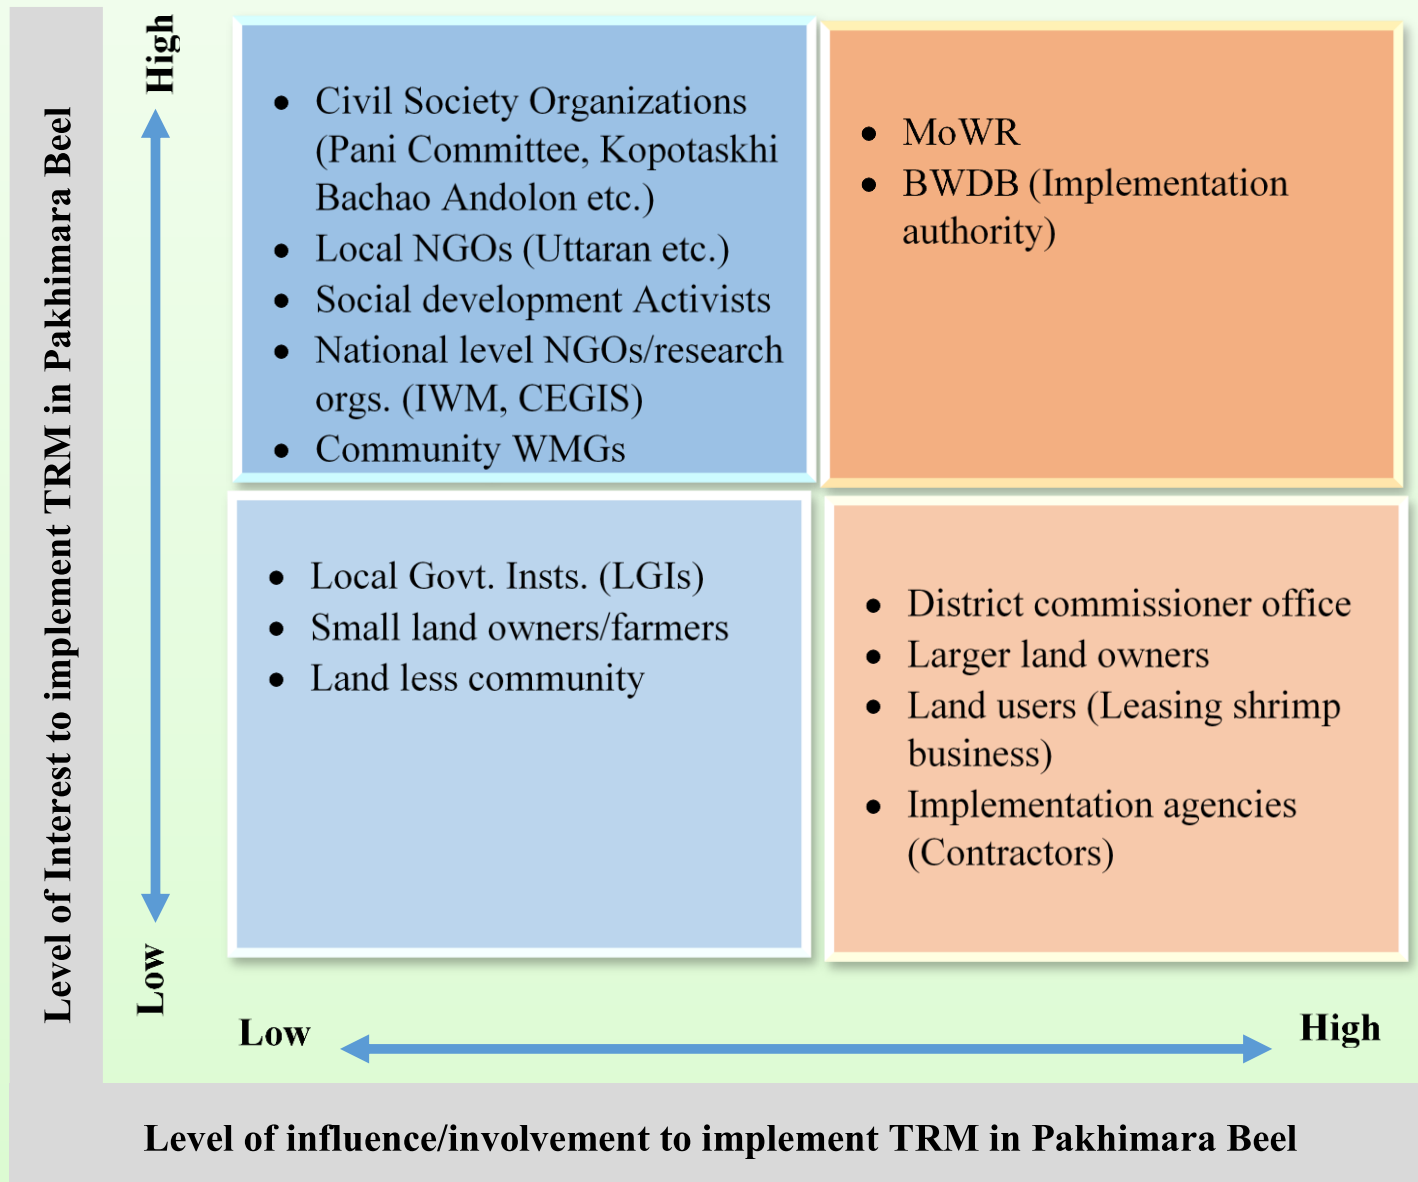 Level of Interest to implement TRM in Pakhimara Beel
High
Low
• Civil Society Organizations
(Pani Committee, Kopotaskhi
Bachao Andolon etc.)
• Local NGOs (Uttaran etc.)
• Social development Activists
• National level NGOs/research
orgs. (IWM, CEGIS)
• Community WMGs
• MoWR
• BWDB (Implementation
authority)
• Local Govt. Insts. (LGIs)
• Small land owners/farmers
• Land less community
• District commissioner office
• Larger land owners
• Land users (Leasing shrimp
business)
• Implementation agencies
(Contractors)
Low
High
Level of influence/involvement to implement TRM in Pakhimara Beel